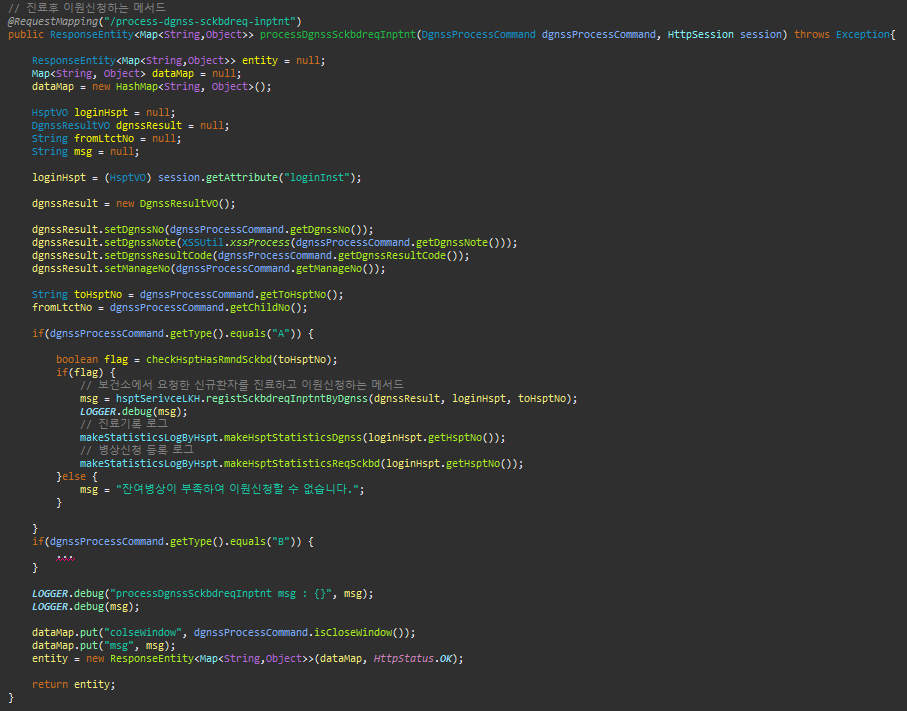 // 진료후 이원신청하는 메서드
@RequestMapping("/process-dgnss-sckbdreq-inptnt")
public ResponseEntity<Map<String,Object>> processDgnssSckbdreqInptnt(DgnssProcessCommand dgnssProcessCommand, HttpSession session) throws Exception{
ResponseEntity<Map<String,Object>> entity = null;
Map<String, Object> dataMap = null;
dataMap = new HashMap<String, Object>();
HsptVO loginHspt = null;
DgnssResultVO dgnssResult = null;
String fromLtctNo = null;
String msg = null;
loginHspt = (HsptVO) session.getAttribute("loginInst");
dgnssResult = new DgnssResultVO();
dgnssResult.setDgnssNo(dgnssProcessCommand.getDgnssNo());
dgnssResult.setDgnssNote(XSSUtil.xssProcess(dgnssProcessCommand.getDgnssNote()));
dgnssResult.setDgnssResultCode(dgnssProcessCommand.getDgnssResultCode());
dgnssResult.setManageNo(dgnssProcessCommand.getManageNo());
String toHsptNo = dgnssProcessCommand.getToHsptNo();
fromLtctNo = dgnssProcessCommand.getChildNo();
if(dgnssProcessCommand.getType().equals("A")) {
boolean flag = checkHsptHasRmndSckbd(toHsptNo);
if(flag) {
// 보건소에서 요청한 신규환자를 진료하고 이원신청하는 메서드
msg = hsptSerivceLKH.registSckbdreqInptntByDgnss(dgnssResult, loginHspt, toHsptNo);
LOGGER.debug(msg);
// 진료기록 로그
makeStatisticsLogByHspt.makeHsptStatisticsDgnss(loginHspt.getHsptNo());
// 병상신청 등록 로그
makeStatisticsLogByHspt.makeHsptStatisticsReqSckbd(loginHspt.getHsptNo());
}else {
msg = "잔여병상이 부족하여 이원신청할 수 없습니다.";
}
}
if(dgnssProcessCommand.getType().equals("B")) {
...
}
LOGGER.debug("processDgnssSckbdreqInptnt msg : {}", msg);
LOGGER.debug(msg);
dataMap.put("colseWindow", dgnssProcessCommand.isCloseWindow());
dataMap.put("msg", msg);
entity = new ResponseEntity<Map<String,Object>>(dataMap, HttpStatus.OK);
return entity;
}